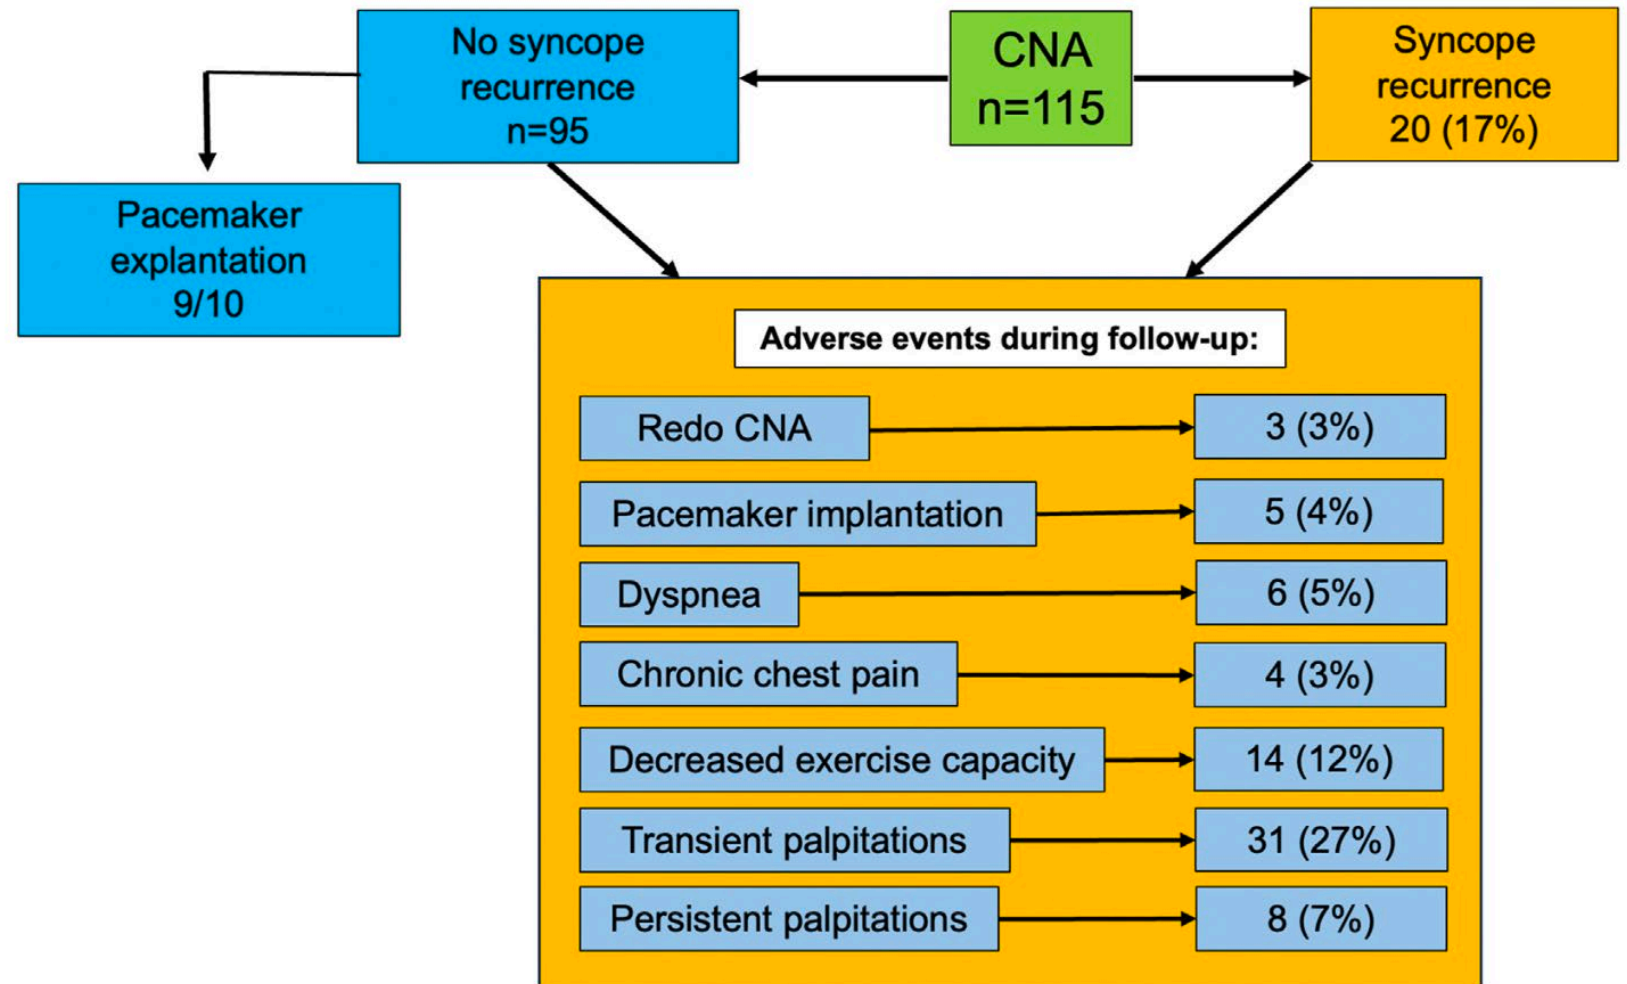 No syncope
recurrence
n=95
CNA
n=115
Syncope
recurrence
20 (17%)
Pacemaker
explantation
9/10
Adverse events during follow-up:
Redo CNA
3 (3%)
Pacemaker implantation
5 (4%)
Dyspnea
6 (5%)
Chronic chest pain
4 (3%)
Decreased exercise capacity
14 (12%)
Transient palpitations
31 (27%)
Persistent palpitations
8 (7%)